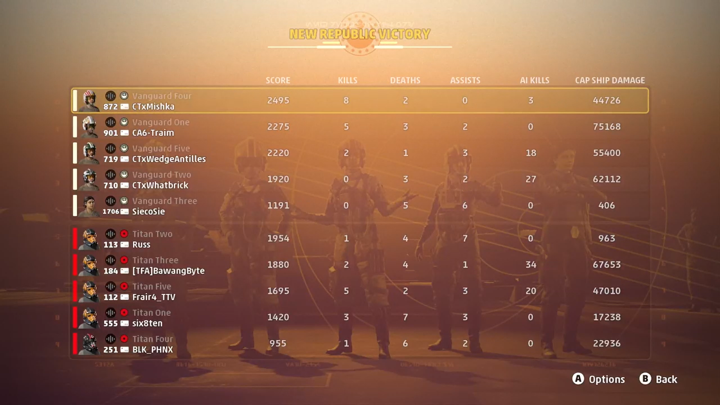 NEW REPUBLIC VICTORY
SCORE KILLS DEATHS ASSISTS AI KILLS CAP SHIP DAMAGE
Vanguard Four
872 CTxMishka 2495 8 2 0 3 44726
Vanguard One
901 CA6-Traim 2275 5 3 2 0 75168
Vanguard Five
719 CTxWedgeAntilles 2220 2 1 3 18 55400
Vanguard Two
710 CTxWhatbrick 1920 0 3 2 27 62112
Vanguard Three
1706 SiecoSie 1191 0 5 6 0 406
Titan Two
113 Russ 1954 1 4 7 0 963
Titan Three
184 [TFA]BawangByte 1880 2 4 1 34 67653
Titan Five
112 Frair4_TTV 1695 5 2 3 20 47010
Titan One
555 six8ten 1420 3 7 3 0 17238
Titan Four
251 BLK_PHNX 955 1 6 2 0 22936
A Options B Back